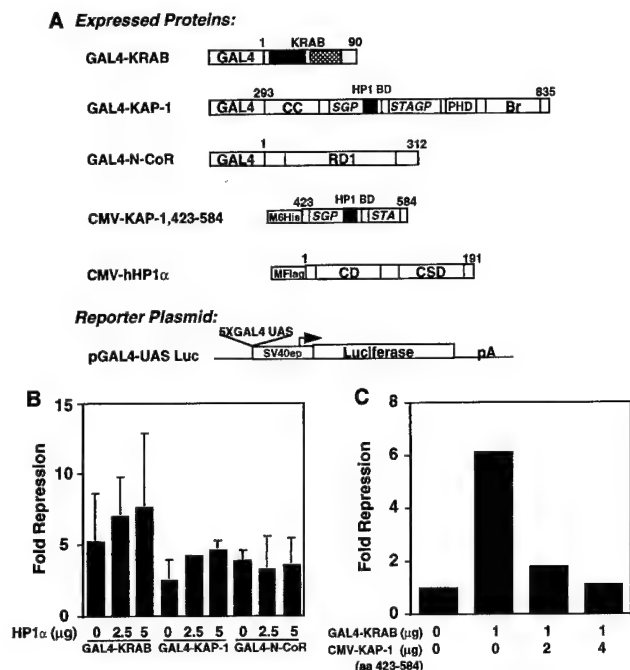 A Expressed Proteins:
1 KRAB 90
GAL4-KRAB GAL4
293 HP1 BD 835
GAL4-KAP-1 GAL4 CC SGP STAGP PHD Br
1 312
GAL4-N-CoR GAL4 RD1
423 HP1 BD 584
CMV-KAP-1,423-584 M6His SGP STA
1 191
CMV-hHP1α MFlag CD CSD
Reporter Plasmid:
5XGAL4 UAS
pGAL4-UAS Luc SV40ep Luciferase pA
B
15
10
5
0
Fold Repression
HP1α (µg) 0 2.5 5 0 2.5 5 0 2.5 5
GAL4-KRAB GAL4-KAP-1 GAL4-N-CoR
C
8
6
4
2
0
Fold Repression
GAL4-KRAB (µg) 0 1 1 1
CMV-KAP-1 (µg) 0 0 2 4
(aa 423-584)